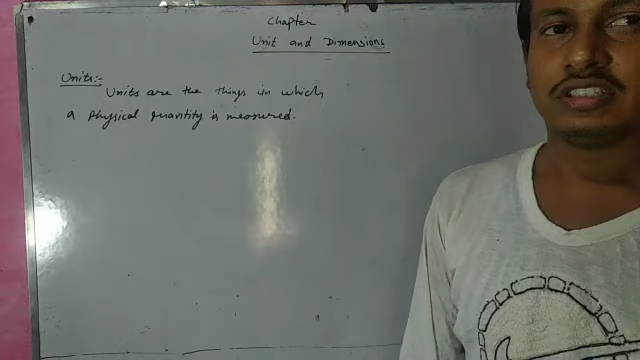 Chapter
Unit and Dimensions
Units:-
Units are the things in which
a physical quantity is measured.